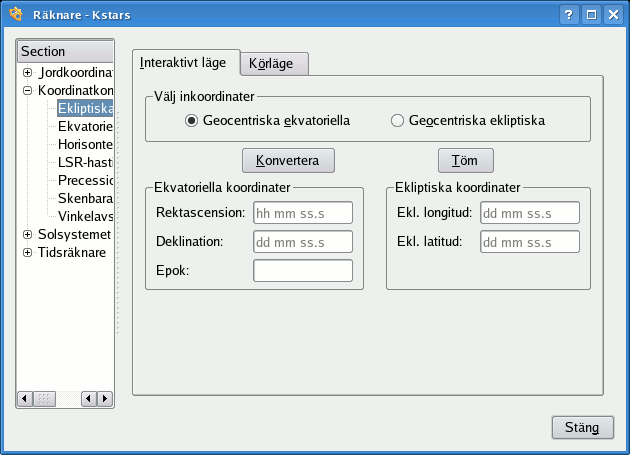 Räknare - Kstars
Section
Jordkoordinat
Koordinatkon
Ekliptiska
Ekvatorie
Horisonte
LSR-hasti
Precessio
Skenbara
Vinkelavs
Solsystemet
Tidsräknare
Interaktivt läge
Körläge
Välj inkoordinater
Geocentriska ekvatoriella
Geocentriska ekliptiska
Konvertera
Töm
Ekvatoriella koordinater
Rektascension: hh mm ss.s
Deklination: dd mm ss.s
Epok:
Ekliptiska koordinater
Ekl. longitud: dd mm ss.s
Ekl. latitud: dd mm ss.s
Stäng